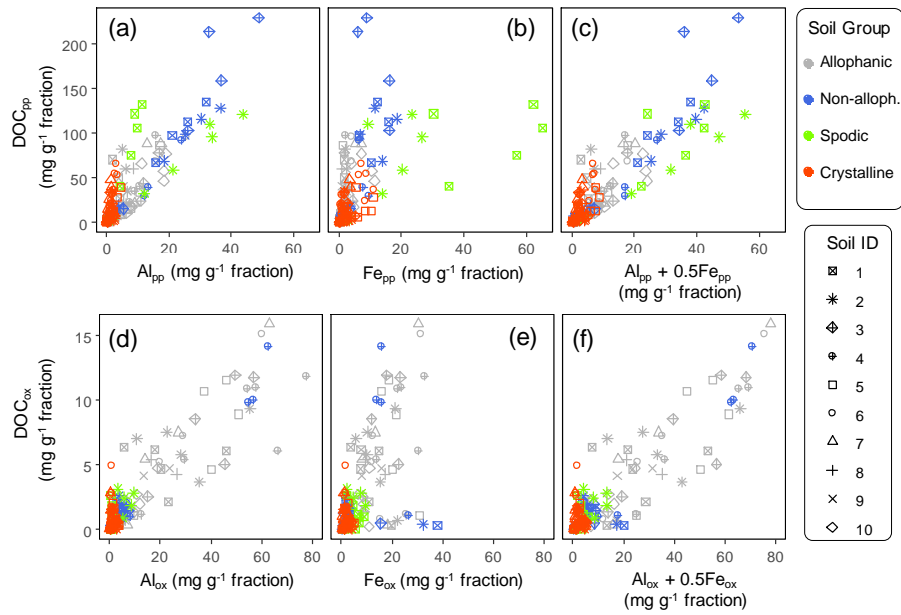 (a)
(b)
(c)
DOCpp
(mg g-1 fraction)
200
150
100
50
0
0 20 40 60
Alpp (mg g-1 fraction)
0 20 40 60
Fepp (mg g-1 fraction)
0 20 40 60
Alpp + 0.5Fepp
(mg g-1 fraction)
(d)
(e)
(f)
DOCox
(mg g-1 fraction)
15
10
5
0
0 20 40 60 80
Alox (mg g-1 fraction)
0 20 40 60 80
Feox (mg g-1 fraction)
0 20 40 60 80
Alox + 0.5Feox
(mg g-1 fraction)
Soil Group
Allophanic
Non-alloph.
Spodic
Crystalline
Soil ID
1
2
3
4
5
6
7
8
9
10